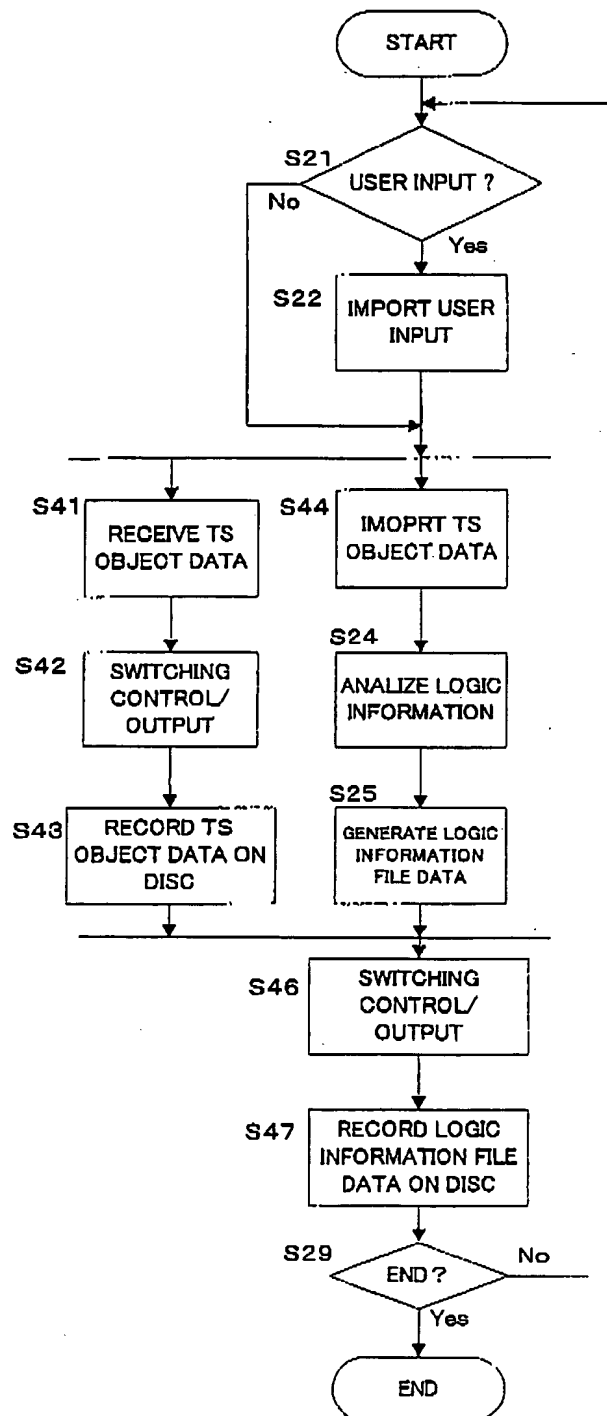 START
S21
USER INPUT ?
No
Yes
S22
IMPORT USER
INPUT
S41
RECEIVE TS
OBJECT DATA
S44
IMOPRT TS
OBJECT DATA
S42
SWITCHING
CONTROL/
OUTPUT
S24
ANALIZE LOGIC
INFORMATION
S43
RECORD TS
OBJECT DATA ON
DISC
S25
GENERATE LOGIC
INFORMATION
FILE DATA
S46
SWITCHING
CONTROL/
OUTPUT
S47
RECORD LOGIC
INFORMATION FILE
DATA ON DISC
S29
END ?
No
Yes
END